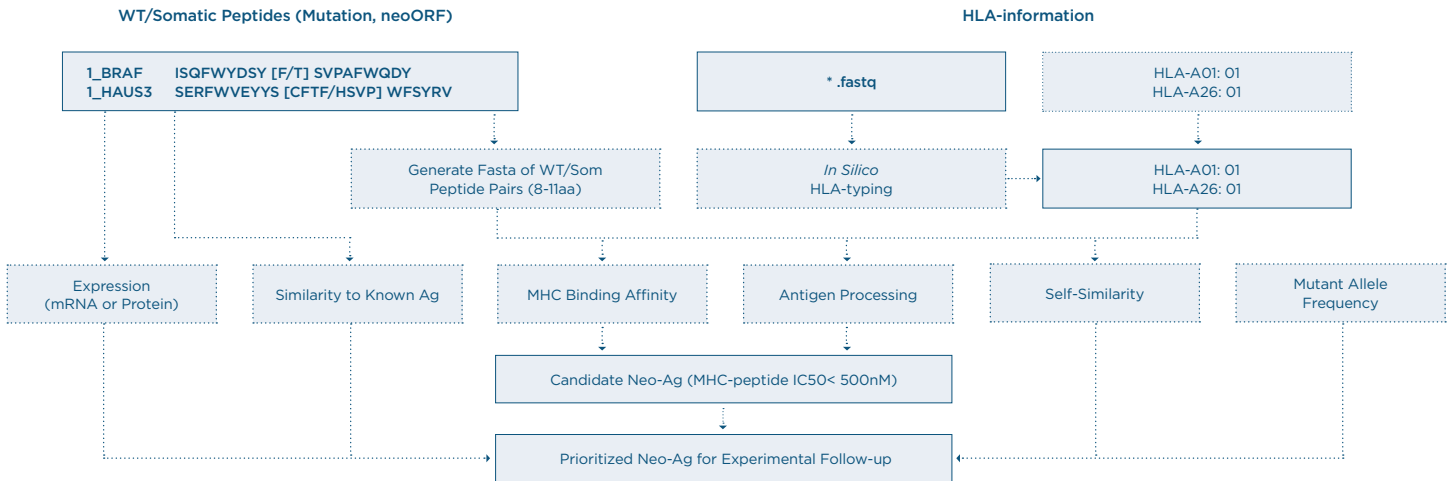 WT/Somatic Peptides (Mutation, neoORF)
HLA-information
1_BRAF ISQFWYDSY [F/T] SVPAFWQDY
1_HAUS3 SERFWVEYYS [CFTF/HSVP] WFSYRV
* .fastq
HLA-A01: 01
HLA-A26: 01
Generate Fasta of WT/Som
Peptide Pairs (8-11aa)
In Silico
HLA-typing
HLA-A01: 01
HLA-A26: 01
Expression
(mRNA or Protein)
Similarity to Known Ag
MHC Binding Affinity
Antigen Processing
Self-Similarity
Mutant Allele
Frequency
Candidate Neo-Ag (MHC-peptide IC50< 500nM)
Prioritized Neo-Ag for Experimental Follow-up